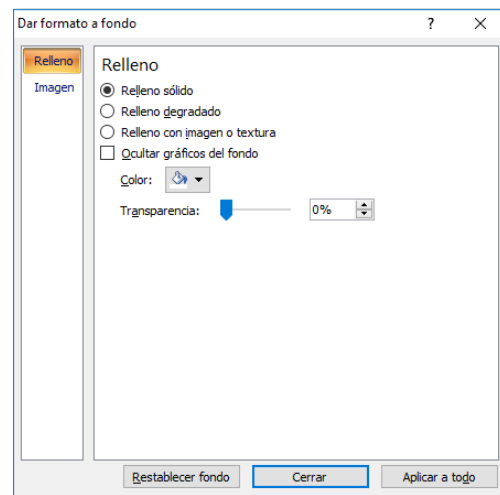 Dar formato a fondo ? ×
Relleno
Imagen
Relleno
Relleno sólido
Relleno degradado
Relleno con imagen o textura
Ocultar gráficos del fondo
Color:
Transparencia: 0%
Restablecer fondo Cerrar Aplicar a todo